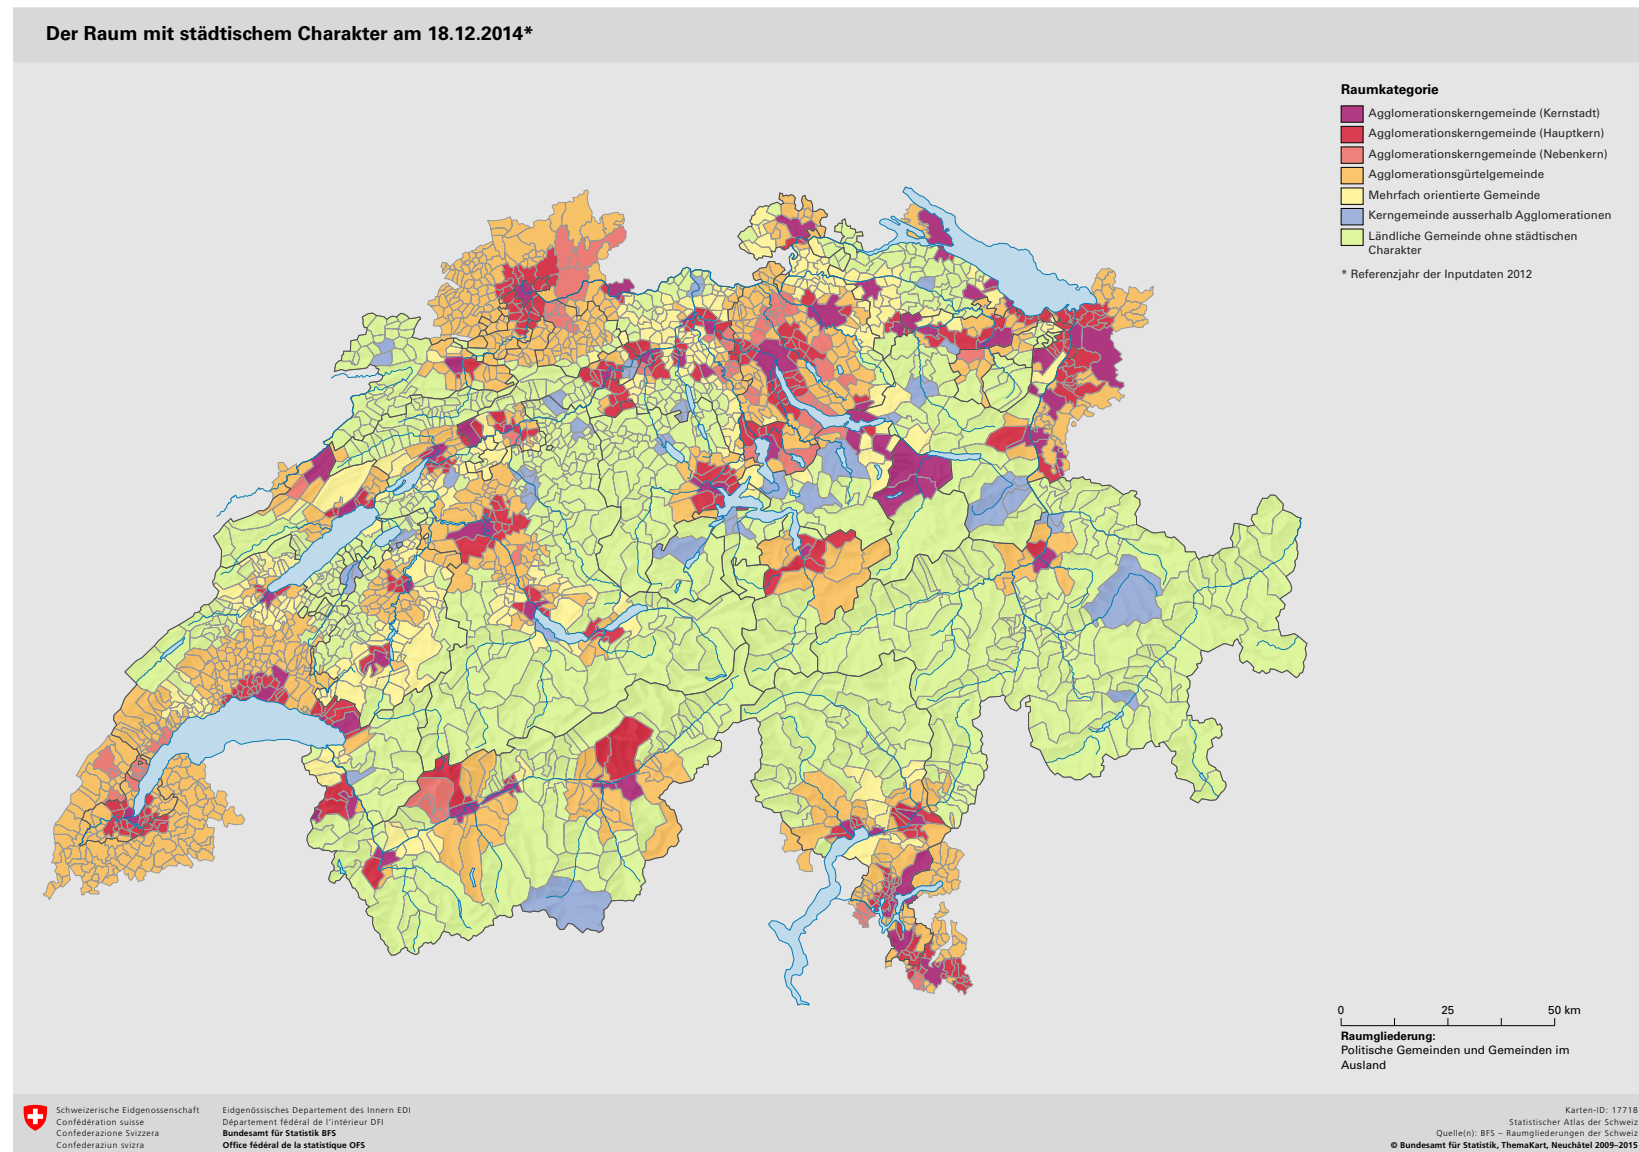 Der Raum mit städtischem Charakter am 18.12.2014*
Raumkategorie
Agglomerationskerngemeinde (Kernstadt)
Agglomerationskerngemeinde (Hauptkern)
Agglomerationskerngemeinde (Nebenkern)
Agglomerationsgürtelgemeinde
Mehrfach orientierte Gemeinde
Kerngemeinde ausserhalb Agglomerationen
Ländliche Gemeinde ohne städtischen
Charakter
* Referenzjahr der Inputdaten 2012
0 25 50 km
Raumgliederung:
Politische Gemeinden und Gemeinden im
Ausland
Schweizerische Eidgenossenschaft
Confédération suisse
Confederazione Svizzera
Confederaziun svizra
Eidgenössisches Departement des Innern EDI
Département fédéral de l'intérieur DFI
Bundesamt für Statistik BFS
Office fédéral de la statistique OFS
Karten-ID: 17718
Statistischer Atlas der Schweiz
Quelle(n): BFS – Raumgliederungen der Schweiz
© Bundesamt für Statistik, ThemaKart, Neuchâtel 2009–2015